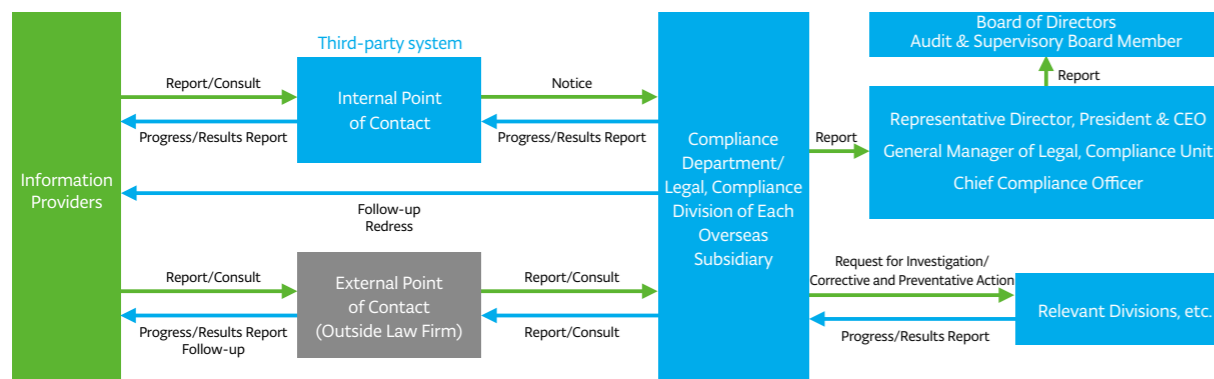 Information
Providers
Third-party system
Report/Consult
Progress/Results Report
Internal Point
of Contact
Notice
Progress/Results Report
Follow-up
Redress
Report/Consult
Progress/Results Report
Follow-up
External Point
of Contact
(Outside Law Firm)
Report/Consult
Report/Consult
Compliance
Department/
Legal, Compliance
Division of Each
Overseas
Subsidiary
Report
Board of Directors
Audit & Supervisory Board Member
Report
Representative Director, President & CEO
General Manager of Legal, Compliance Unit
Chief Compliance Officer
Request for Investigation/
Corrective and Preventative Action
Progress/Results Report
Relevant Divisions, etc.